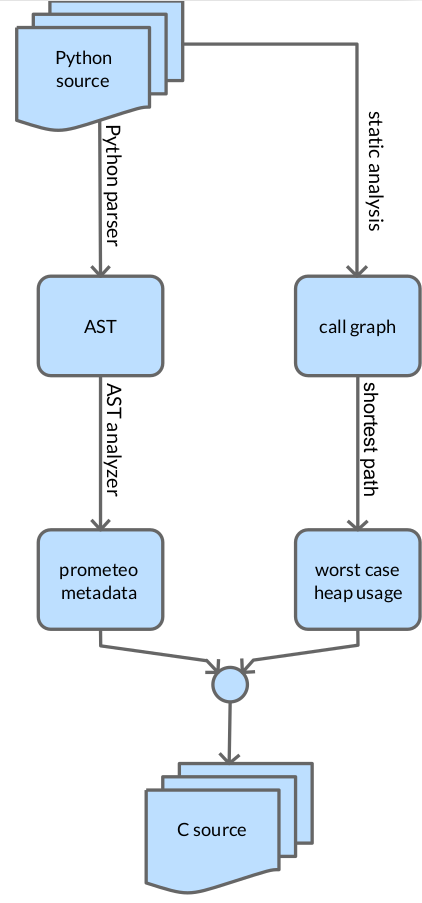 Python
source
Python parser
static analysis
AST
call graph
AST analyzer
shortest path
prometeo
metadata
worst case
heap usage
C source